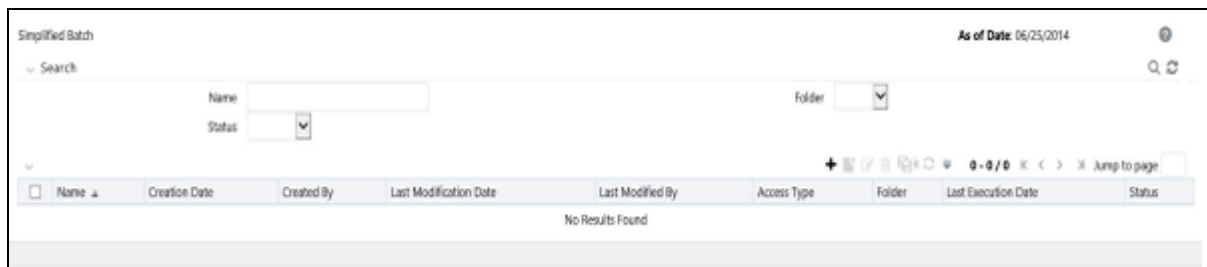 Simplified Batch As of Date: 06/25/2014
Search
Name Folder
Status
0-0/0 Jump to page
Name Creation Date Created By Last Modification Date Last Modified By Access Type Folder Last Execution Date Status
No Results Found